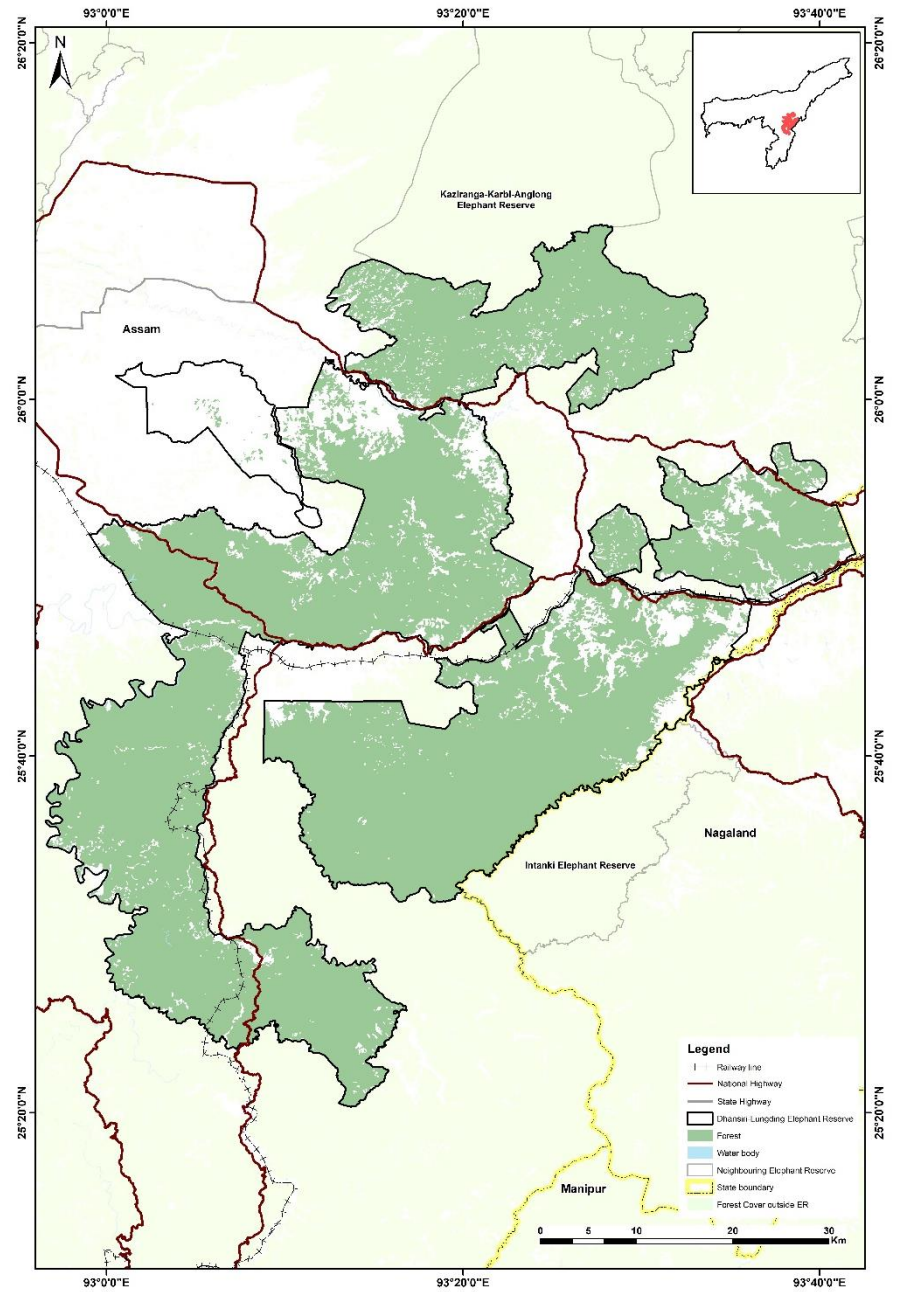 93°0'0"E 93°20'0"E 93°40'0"E
26°20'0"N 26°20'0"N
N
Kaziranga-Karbi-Anglong
Elephant Reserve
Assam
26°0'0"N 26°0'0"N
25°40'0"N 25°40'0"N
Nagaland
Intanki Elephant Reserve
Legend
Railway line
National Highway
State Highway
25°20'0"N 25°20'0"N
Dhansiri-Lungding Elephant Reserve
Forest
Water body
Neighbouring Elephant Reserve
State boundary
Forest Cover outside ER
Manipur
0 5 10 20 30
Km
93°0'0"E 93°20'0"E 93°40'0"E